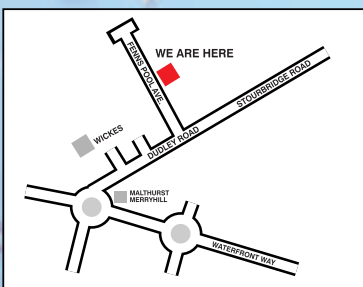 WE ARE HERE
FENNS POOL AVE.
STOURBRIDGE ROAD
WICKES
DUDLEY ROAD
MALTHURST
MERRYHILL
WATERFRONT WAY